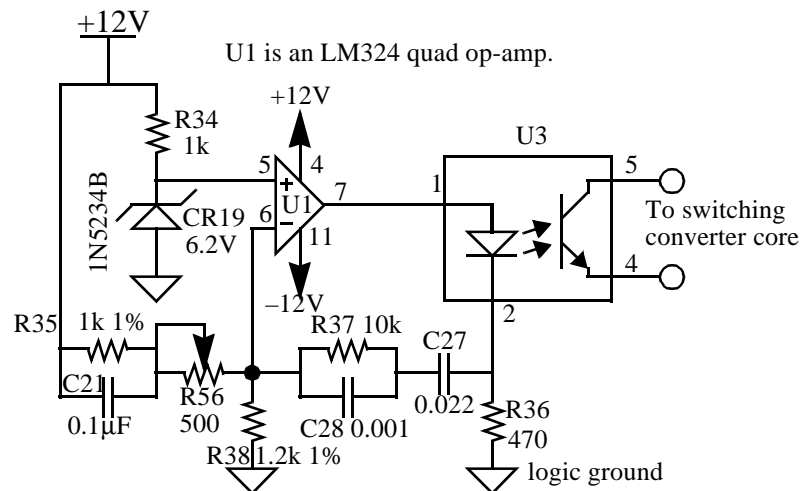 +12V
U1 is an LM324 quad op-amp.
+12V
R34
1k
U3
5
4
7
1
5
+
U1
6
−
1N5234B
CR19
6.2V
11
–12V
To switching
converter core
4
2
R35
1k 1%
R37 10k
C27
C21
R56
500
0.1µF
C28 0.001
0.022
R36
470
R38 1.2k 1%
logic ground